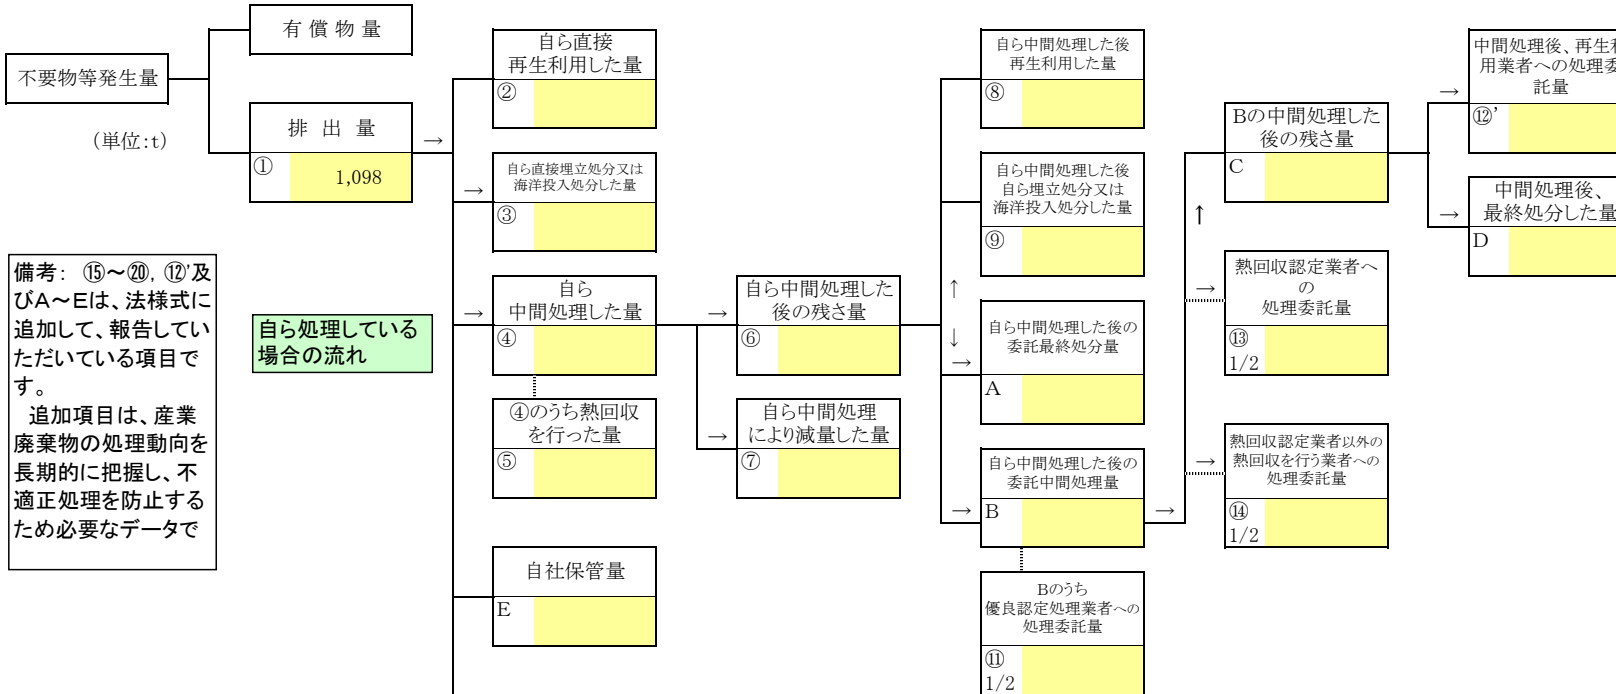 有 償 物 量
不要物等発生量
(単位:t)
排 出 量
→
①
1,098
備考： ⑮～⑳, ⑫'及
びA～Eは、法様式に
追加して、報告してい
ただいている項目で
す。
追加項目は、産業
廃棄物の処理動向を
長期的に把握し、不
適正処理を防止する
ため必要なデータで
自ら処理している
場合の流れ
自ら直接
再生利用した量
②
→
自ら直接埋立処分又は
海洋投入処分した量
③
→
自ら
中間処理した量
④
④のうち熱回収
を行った量
⑤
自社保管量
E
→
自ら中間処理した
後の残さ量
⑥
→
自ら中間処理
により減量した量
⑦
自ら中間処理した後
再生利用した量
⑧
自ら中間処理した後
自ら埋立処分又は
海洋投入処分した量
⑨
↑
↓
→
自ら中間処理した後の
委託最終処分量
A
自ら中間処理した後の
委託中間処理量
→
B
→
Bのうち
優良認定処理業者への
処理委託量
⑪
1/2
Bの中間処理した
後の残さ量
C
↑
→
熱回収認定業者へ
の
処理委託量
⑬
1/2
→
熱回収認定業者以外の
熱回収を行う業者への
処理委託量
⑭
1/2
→
中間処理後、再生利
用業者への処理委
託量
⑫'
→
中間処理後、
最終処分した量
D